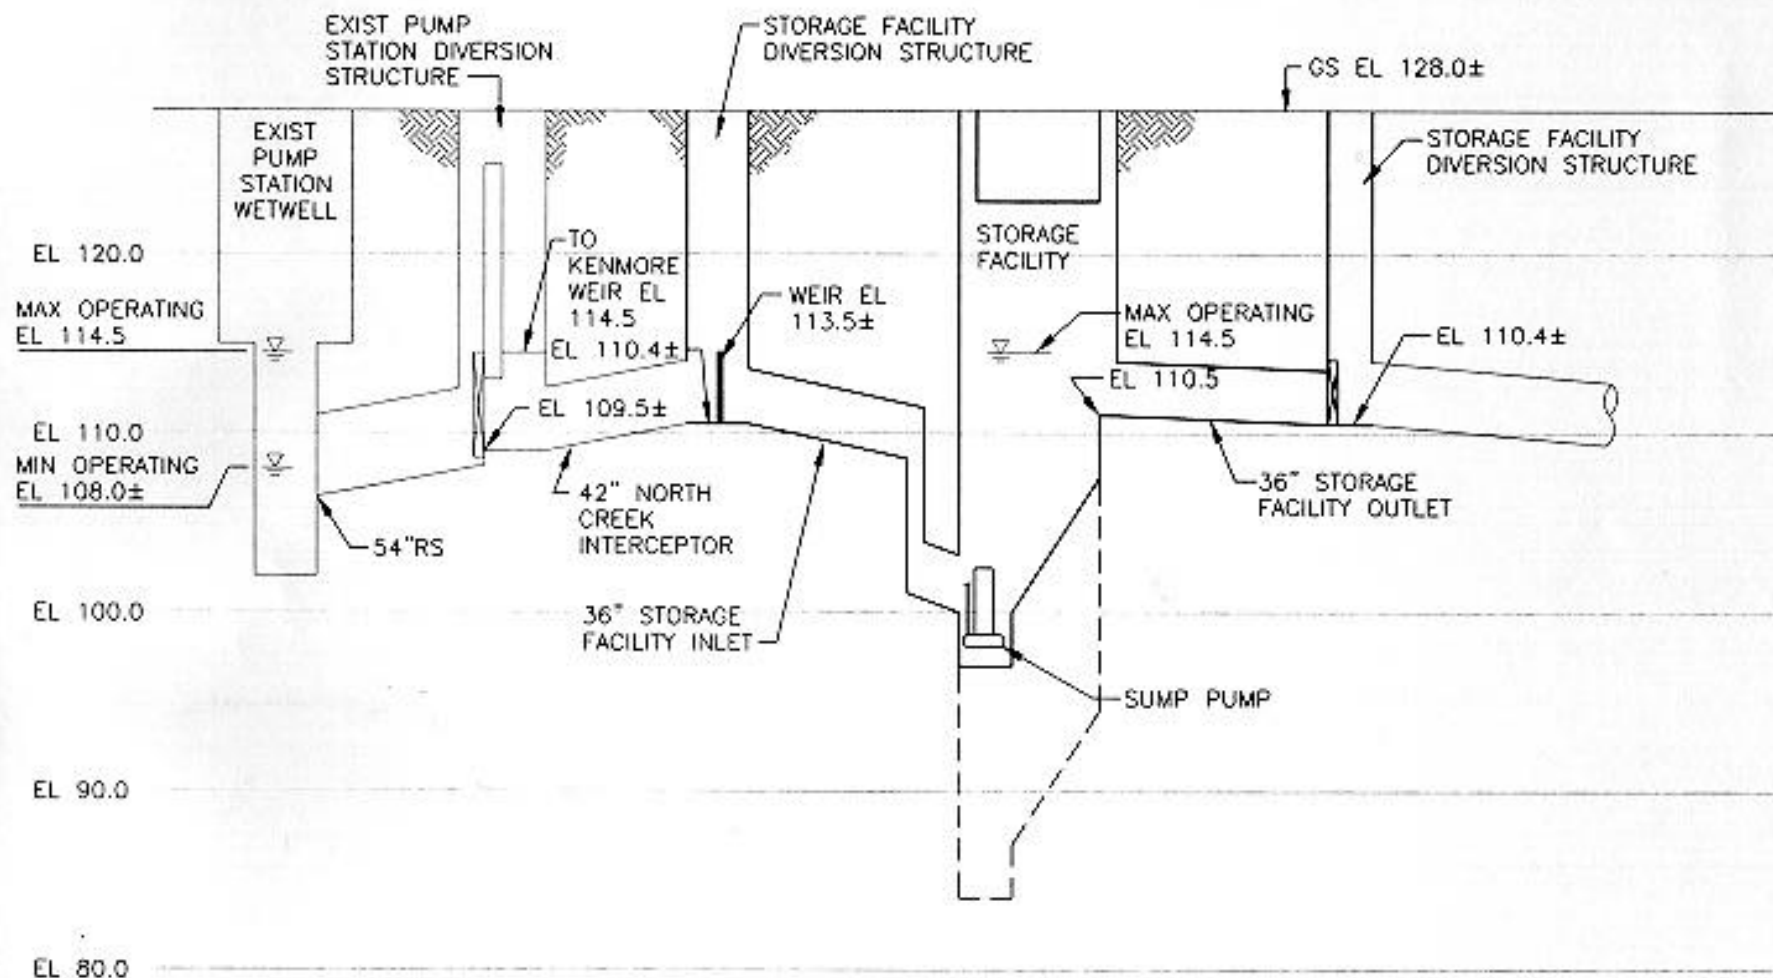 EXIST PUMP
STATION DIVERSION
STRUCTURE
STORAGE FACILITY
DIVERSION STRUCTURE
GS EL 128.0±
EXIST
PUMP
STATION
WETWELL
STORAGE FACILITY
DIVERSION STRUCTURE
EL 120.0
TO
KENMORE
WEIR EL
114.5
STORAGE
FACILITY
MAX OPERATING
EL 114.5
EL 110.4±
WEIR EL
113.5±
MAX OPERATING
EL 114.5
EL 110.4±
EL 110.5
EL 109.5±
EL 110.0
MIN OPERATING
EL 108.0±
42" NORTH
CREEK
INTERCEPTOR
36" STORAGE
FACILITY OUTLET
54"RS
EL 100.0
36" STORAGE
FACILITY INLET
SUMP PUMP
EL 90.0
EL 80.0